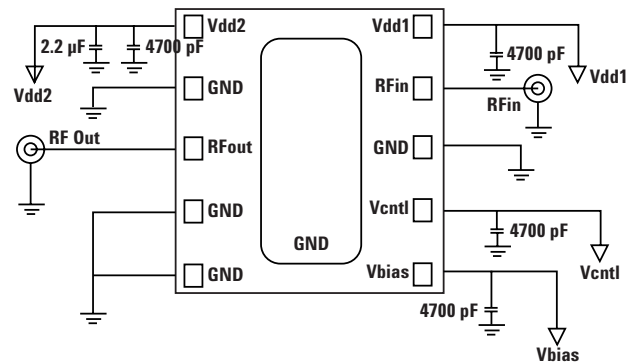 Vdd2
Vdd1
2.2 µF
4700 pF
4700 pF
Vdd2
GND
RFin
Vdd1
RFin
RF Out
RFout
GND
GND
Vcntl
4700 pF
GND
GND
Vbias
Vcntl
4700 pF
Vbias